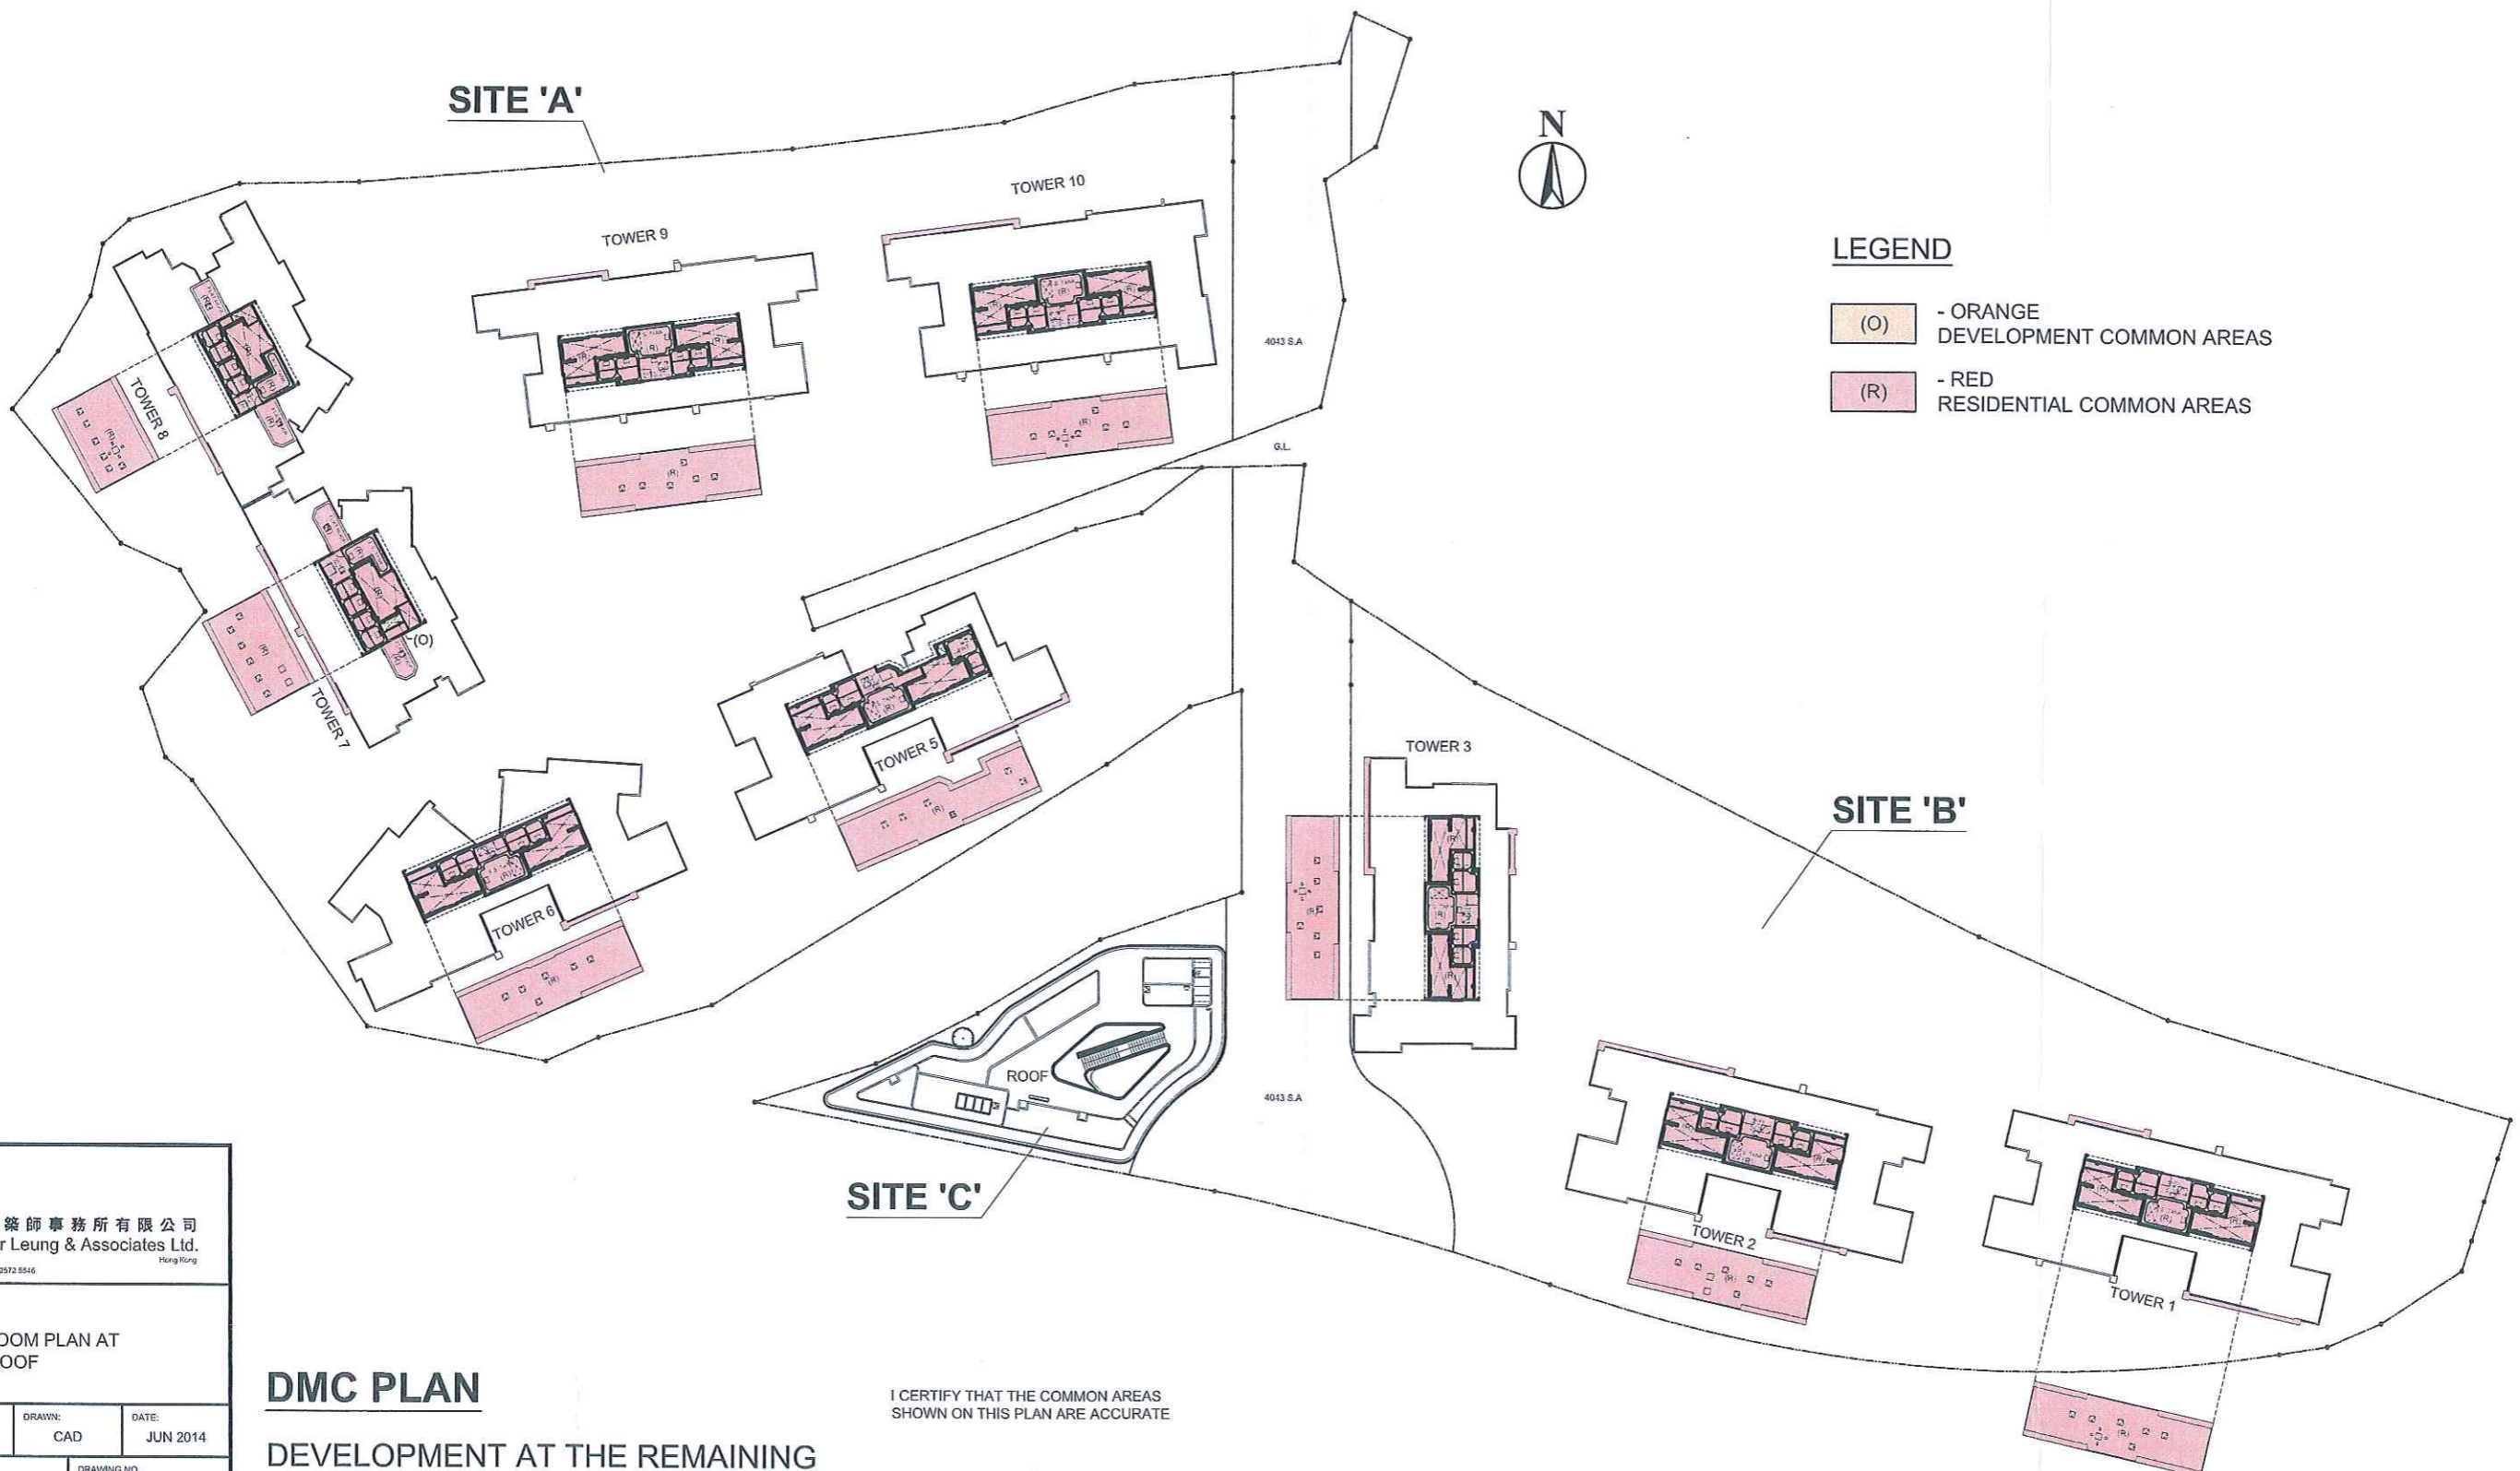 SITE 'A'
N
TOWER 10
TOWER 9
LEGEND
(O)
- ORANGE
DEVELOPMENT COMMON AREAS
(R)
- RED
RESIDENTIAL COMMON AREAS
4043 S.A
TOWER 8
G.L.
(O)
TOWER 7
TOWER 5
TOWER 3
SITE 'B'
TOWER 6
ROOF
4043 S.A
SITE 'C'
TOWER 2
TOWER 1
築師事務所有限公司
r Leung & Associates Ltd.
Hong Kong
2572 5546
OOM PLAN AT
OOF
DRAWN:
CAD
DATE:
JUN 2014
DRAWING NO.
DMC PLAN
DEVELOPMENT AT THE REMAINING
I CERTIFY THAT THE COMMON AREAS
SHOWN ON THIS PLAN ARE ACCURATE